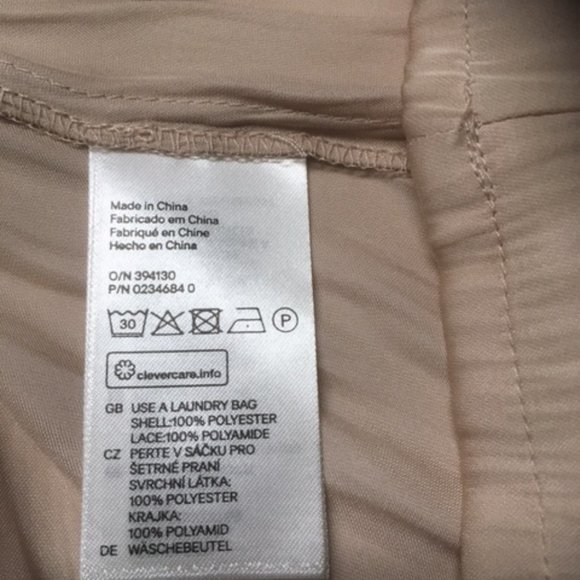 Made in China
Fabricado em China
Fabriqué en Chine
Hecho en China
O/N 394130
P/N 0234684 0
30 P
clevercare.info
GB USE A LAUNDRY BAG
SHELL:100% POLYESTER
LACE:100% POLYAMIDE
CZ PERTE V SÁČKU PRO
ŠETRNÉ PRANÍ
SVRCHNÍ LÁTKA:
100% POLYESTER
KRAJKA:
100% POLYAMID
DE WÄSCHEBEUTEL